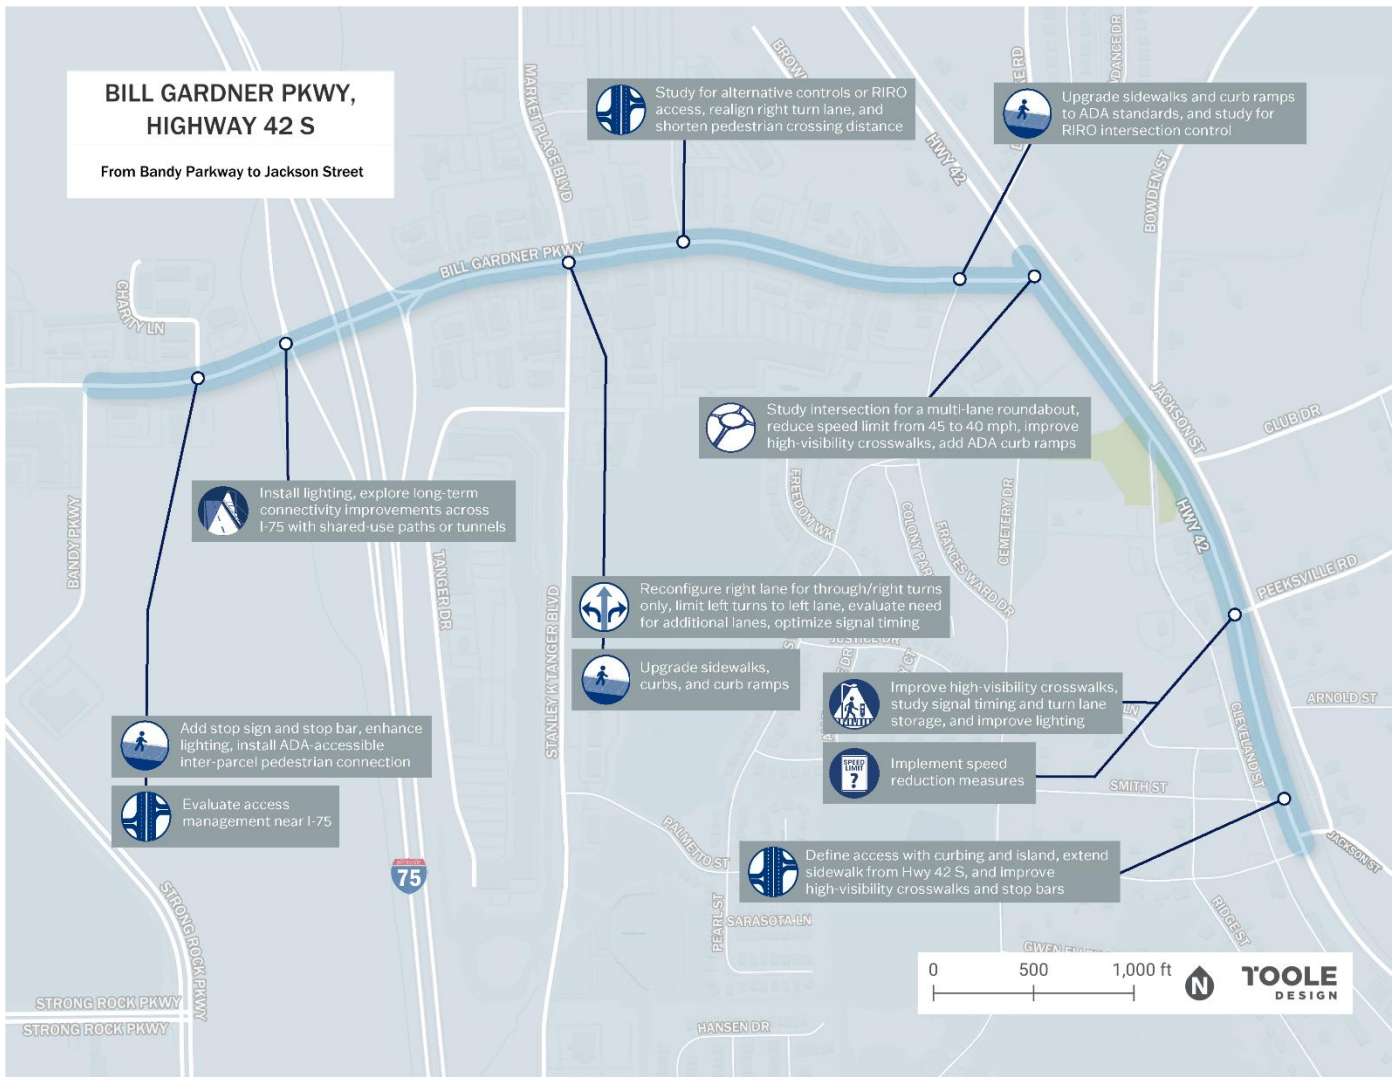 BILL GARDNER PKWY,
HIGHWAY 42 S
From Bandy Parkway to Jackson Street
MARKET PLACE BLVD
Study for alternative controls or RIRO
access, realign right turn lane, and
shorten pedestrian crossing distance
HWY 42
Upgrade sidewalks and curb ramps
to ADA standards, and study for
RIRO intersection control
BOWDEN ST
BILL GARDNER PKWY
CHARITY LN
Study intersection for a multi-lane roundabout,
reduce speed limit from 45 to 40 mph, improve
high-visibility crosswalks, add ADA curb ramps
JACKSON ST
CLUB DR
Install lighting, explore long-term
connectivity improvements across
I-75 with shared-use paths or tunnels
FREEDOM WK
COLONY PAR
FRANCES WARD DR
CEMETERY DR
HWY 42
BANDY PKWY
TANGER DR
STANLEY K TANGER BLVD
PEEKSVILLE RD
Reconfigure right lane for through/right turns
only, limit left turns to left lane, evaluate need
for additional lanes, optimize signal timing
JUSTICE DR
Upgrade sidewalks,
curbs, and curb ramps
Improve high-visibility crosswalks,
study signal timing and turn lane
storage, and improve lighting
LN
ARNOLD ST
CLEVELAND ST
Add stop sign and stop bar, enhance
lighting, install ADA-accessible
inter-parcel pedestrian connection
SPEED
LIMIT
?
Implement speed
reduction measures
SMITH ST
Evaluate access
management near I-75
PALMETTO ST
Define access with curbing and island, extend
sidewalk from Hwy 42 S, and improve
high-visibility crosswalks and stop bars
JACKSON ST
75
STRONG ROCK PKWY
PEARL ST
SARASOTA LN
RIDGE ST
GWEN ELLE
0 500 1,000 ft
N
TOOLE
DESIGN
STRONG ROCK PKWY
STRONG ROCK PKWY
HANSEN DR